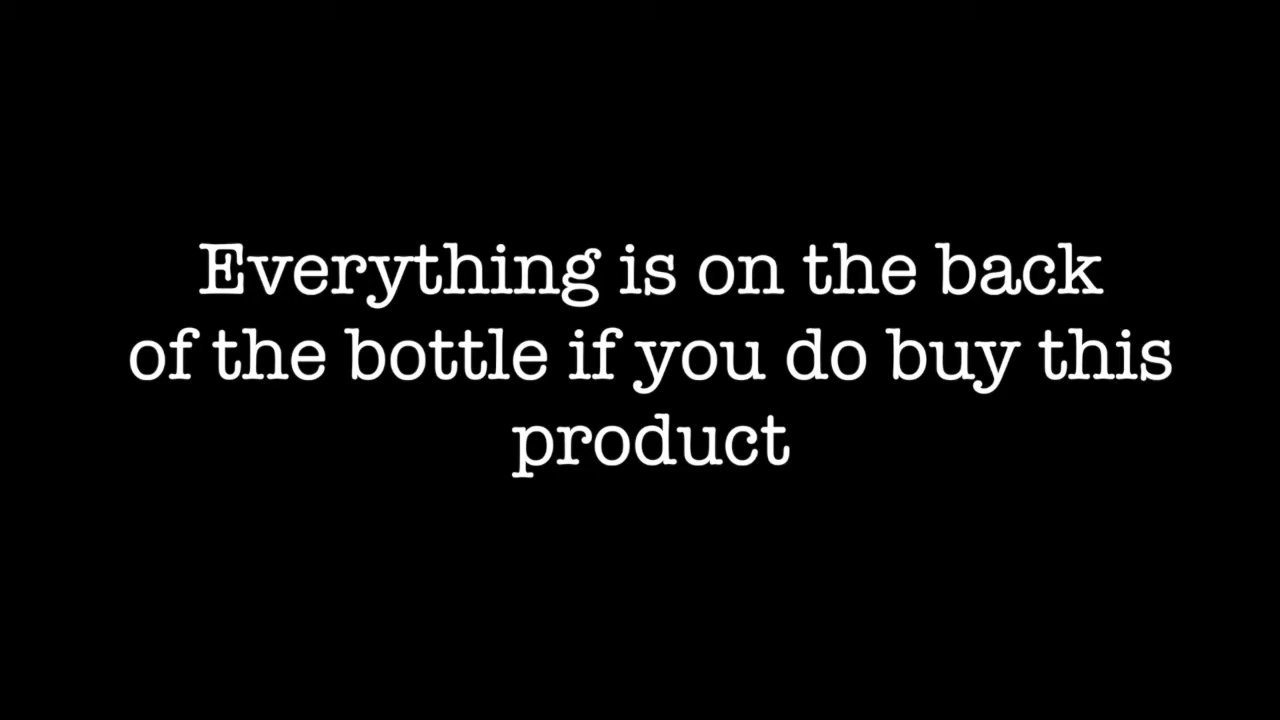 Everything is on the back
of the bottle if you do buy this
product